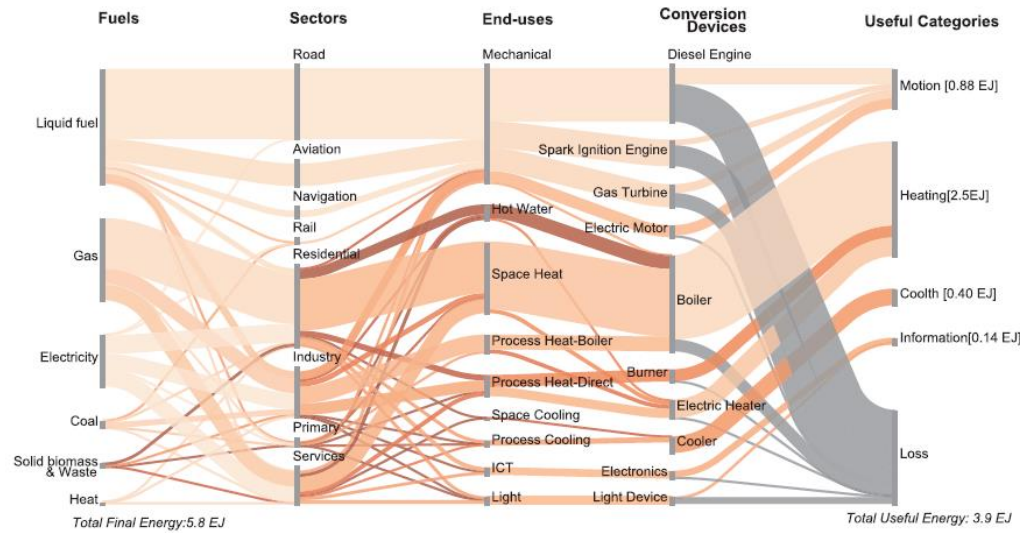 Fuels
Sectors
End-uses
Conversion
Devices
Useful Categories
Liquid fuel
Gas
Electricity
Coal
Solid biomass
& Waste
Heat
Road
Aviation
Navigation
Rail
Residential
Industry
Primary
Services
Mechanical
Hot Water
Space Heat
Process Heat-Boiler
Process Heat-Direct
Space Cooling
Process Cooling
ICT
Light
Diesel Engine
Spark Ignition Engine
Gas Turbine
Electric Motor
Boiler
Burner
Electric Heater
Cooler
Electronics
Light Device
Motion [0.88 EJ]
Heating[2.5EJ]
Coolth [0.40 EJ]
Information[0.14 EJ]
Loss
Total Final Energy:5.8 EJ
Total Useful Energy: 3.9 EJ